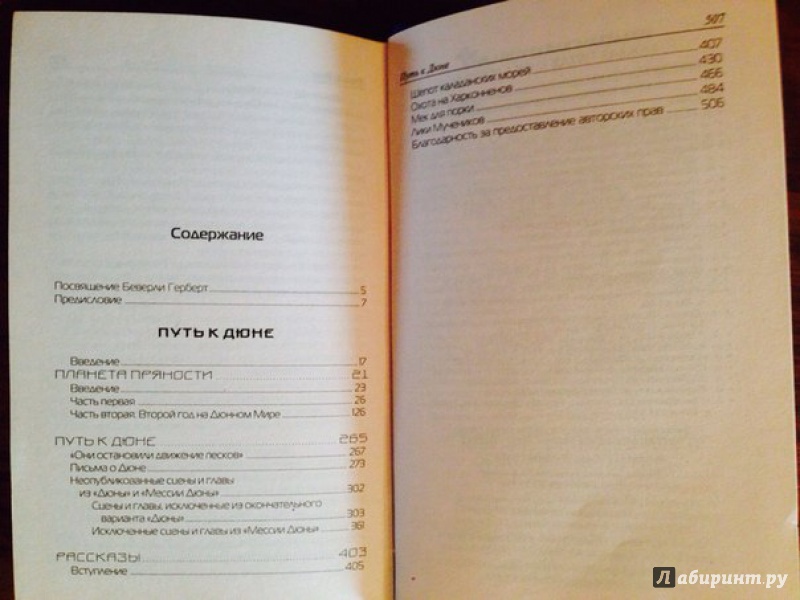 Содержание
Посвящение Беверли Герберт 5
Предисловие 7
ПУТЬ К ДЮНЕ
Введение 17
ПЛАНЕТА ПРЯНОСТИ 21
Введение 23
Часть первая 26
Часть вторая. Второй год на Дюнном Мире 126
ПУТЬ К ДЮНЕ 265
«Они остановили движение песков» 267
Письма о Дюне 273
Неопубликованные сцены и главы
из «Дюны» и «Мессии Дюны» 302
Сцены и главы, исключенные из окончательного
варианта «Дюны» 303
Исключенные сцены и главы из «Мессии Дюны» 361
РАССКАЗЫ 403
Вступление 405
Путь к Дюне 507
Шепот каладанских морей 407
Охота на Харконненов 430
Мек для порки 466
Лики Мучеников 484
Благодарность за предоставление авторских прав 506
Лабиринт.ру